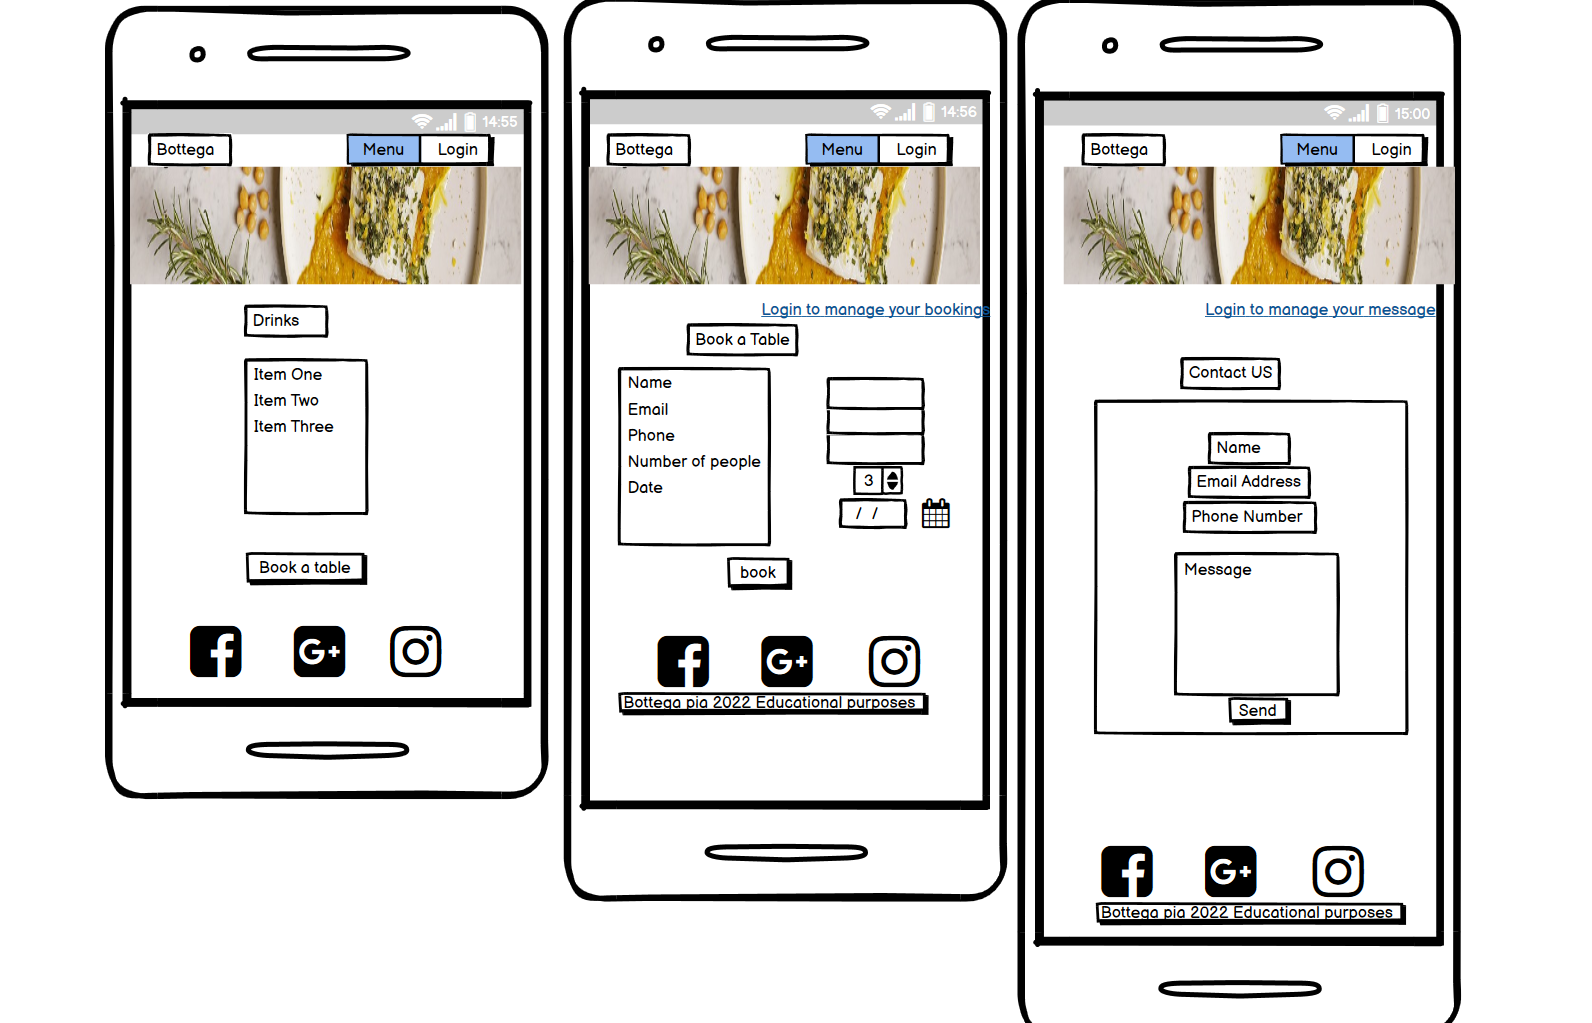 14:55
Bottega
Menu Login
Drinks
Item One
Item Two
Item Three
Book a table
f G+
14:56
Bottega
Menu Login
Login to manage your bookings
Book a Table
Name
Email
Phone
Number of people
3
Date
/ /
book
f G+
Bottega pia 2022 Educational purposes
15:00
Bottega
Menu Login
Login to manage your message
Contact US
Name
Email Address
Phone Number
Message
Send
f G+
Bottega pia 2022 Educational purposes